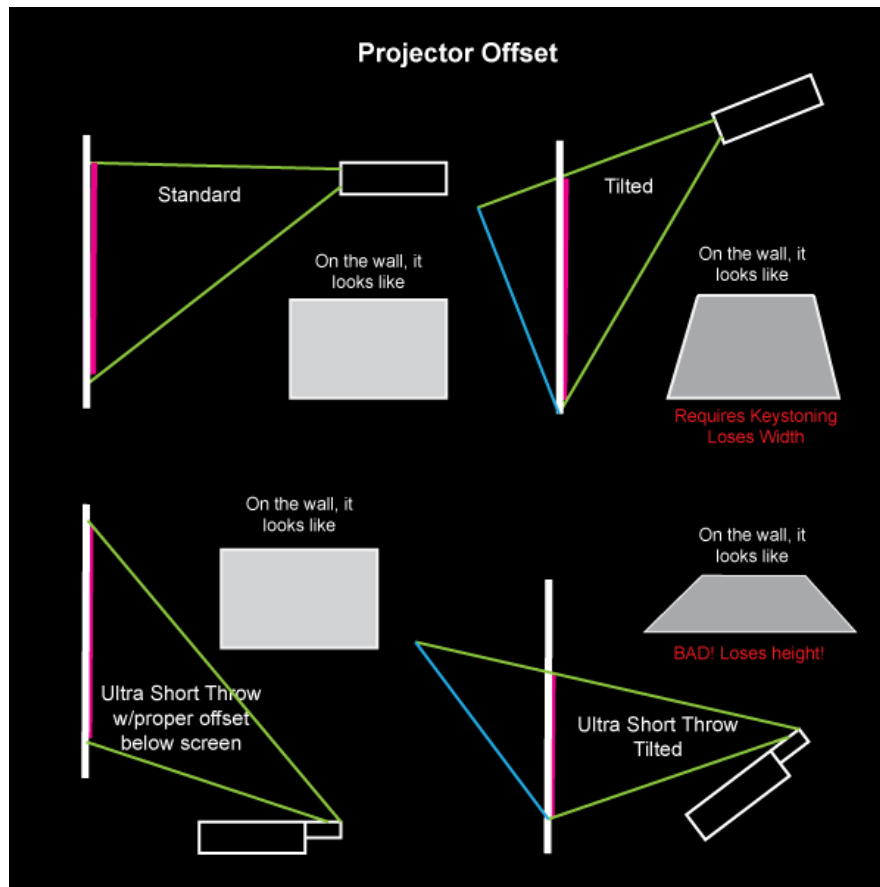 Projector Offset
Standard
On the wall, it
looks like
Tilted
On the wall, it
looks like
Requires Keystoning
Loses Width
On the wall, it
looks like
Ultra Short Throw
w/proper offset
below screen
On the wall, it
looks like
BAD! Loses height!
Ultra Short Throw
Tilted